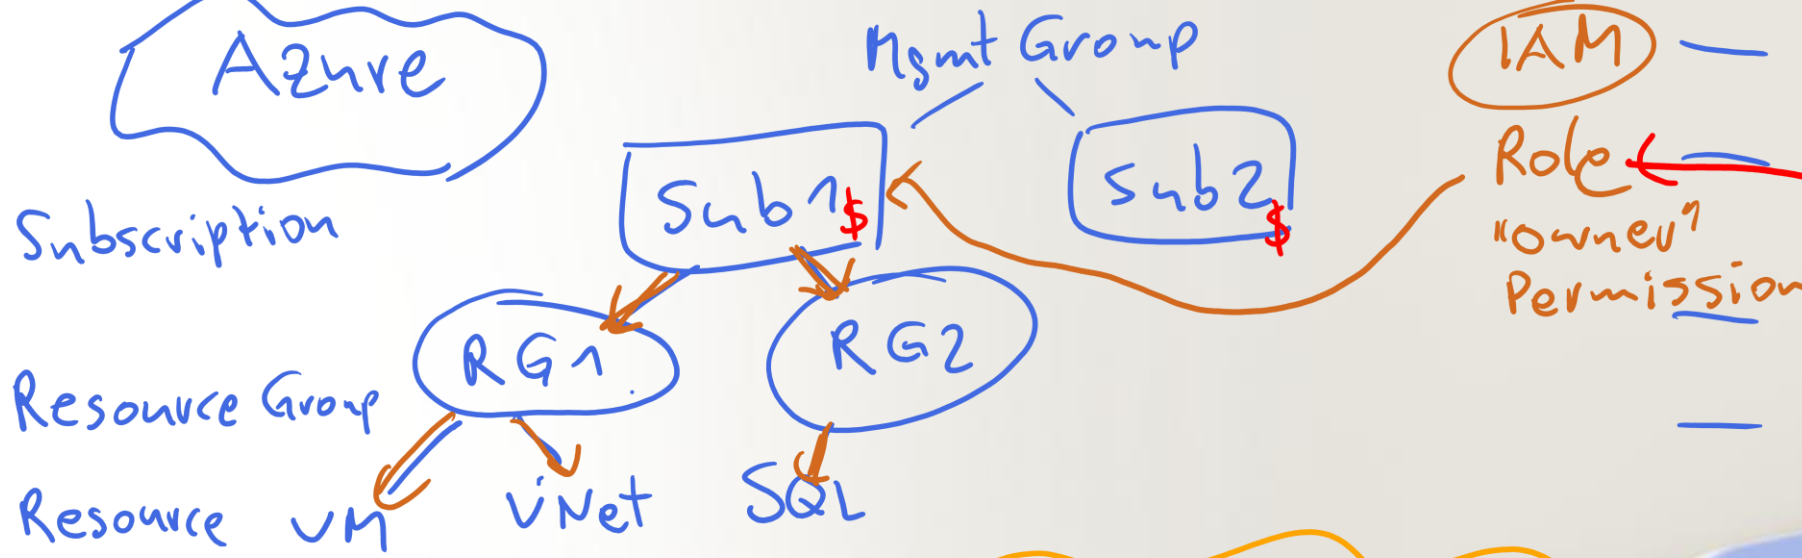 Azure
Mgmt Group
IAM
Sub1 $
Sub2 $
Role
"owner"
Permission
Subscription
RG1
RG2
Resource Group
Resource
VM
VNet
SQL